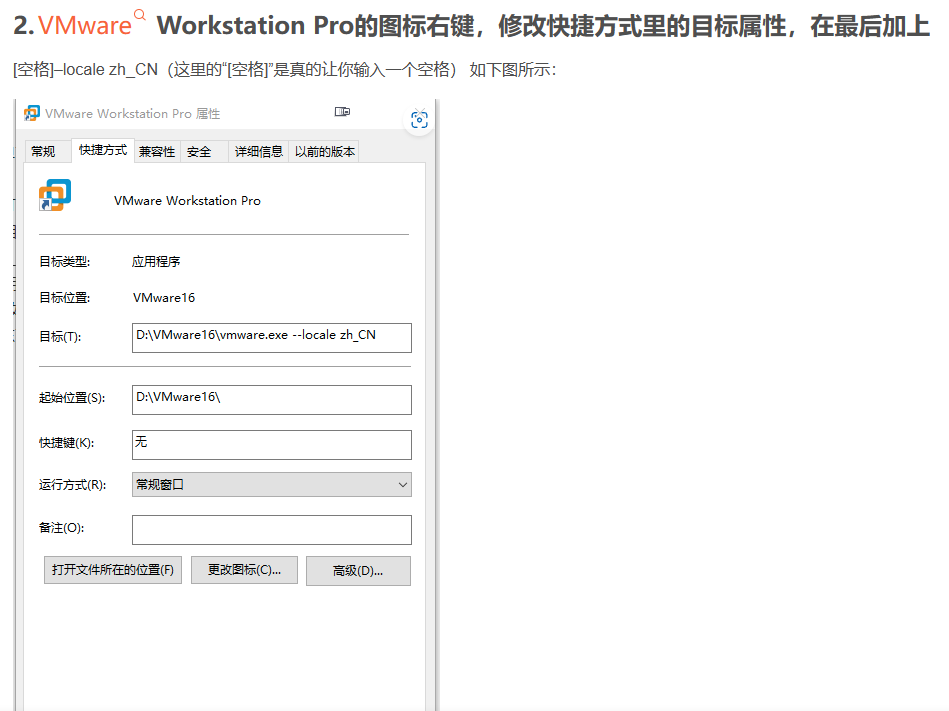 2.VMware Workstation Pro的图标右键，修改快捷方式里的目标属性，在最后加上
[空格]–locale zh_CN（这里的“[空格]”是真的让你输入一个空格） 如下图所示：
VMware Workstation Pro 属性
常规 快捷方式 兼容性 安全 详细信息 以前的版本
VMware Workstation Pro
目标类型: 应用程序
目标位置: VMware16
目标(T): D:\VMware16\vmware.exe --locale zh_CN
起始位置(S): D:\VMware16\
快捷键(K): 无
运行方式(R): 常规窗口
备注(O):
打开文件所在的位置(F) 更改图标(C)... 高级(D)...